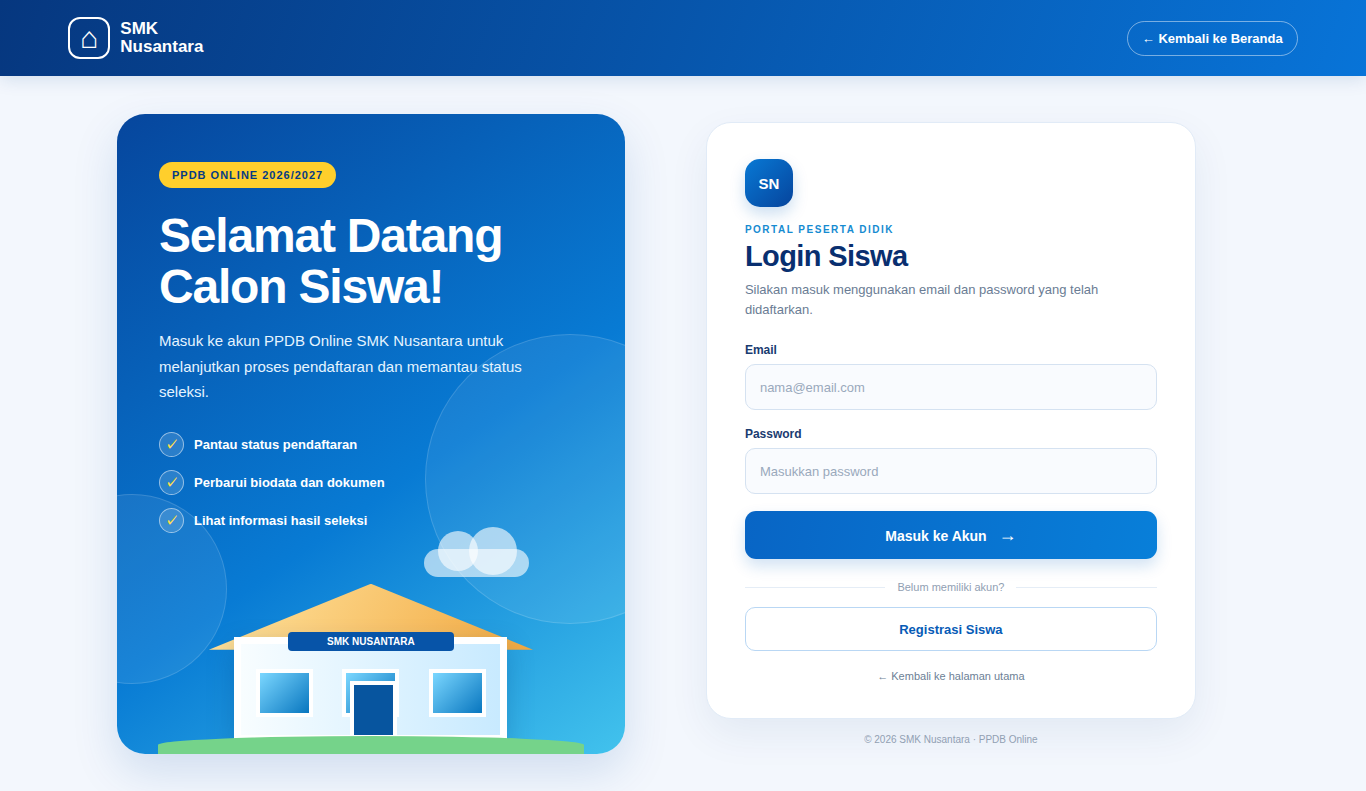 SMK
Nusantara
← Kembali ke Beranda
PPDB ONLINE 2026/2027
Selamat Datang
Calon Siswa!
Masuk ke akun PPDB Online SMK Nusantara untuk
melanjutkan proses pendaftaran dan memantau status
seleksi.
✓ Pantau status pendaftaran
✓ Perbarui biodata dan dokumen
✓ Lihat informasi hasil seleksi
SMK NUSANTARA
SN
PORTAL PESERTA DIDIK
Login Siswa
Silakan masuk menggunakan email dan password yang telah
didaftarkan.
Email
nama@email.com
Password
Masukkan password
Masuk ke Akun →
Belum memiliki akun?
Registrasi Siswa
← Kembali ke halaman utama
© 2026 SMK Nusantara · PPDB Online